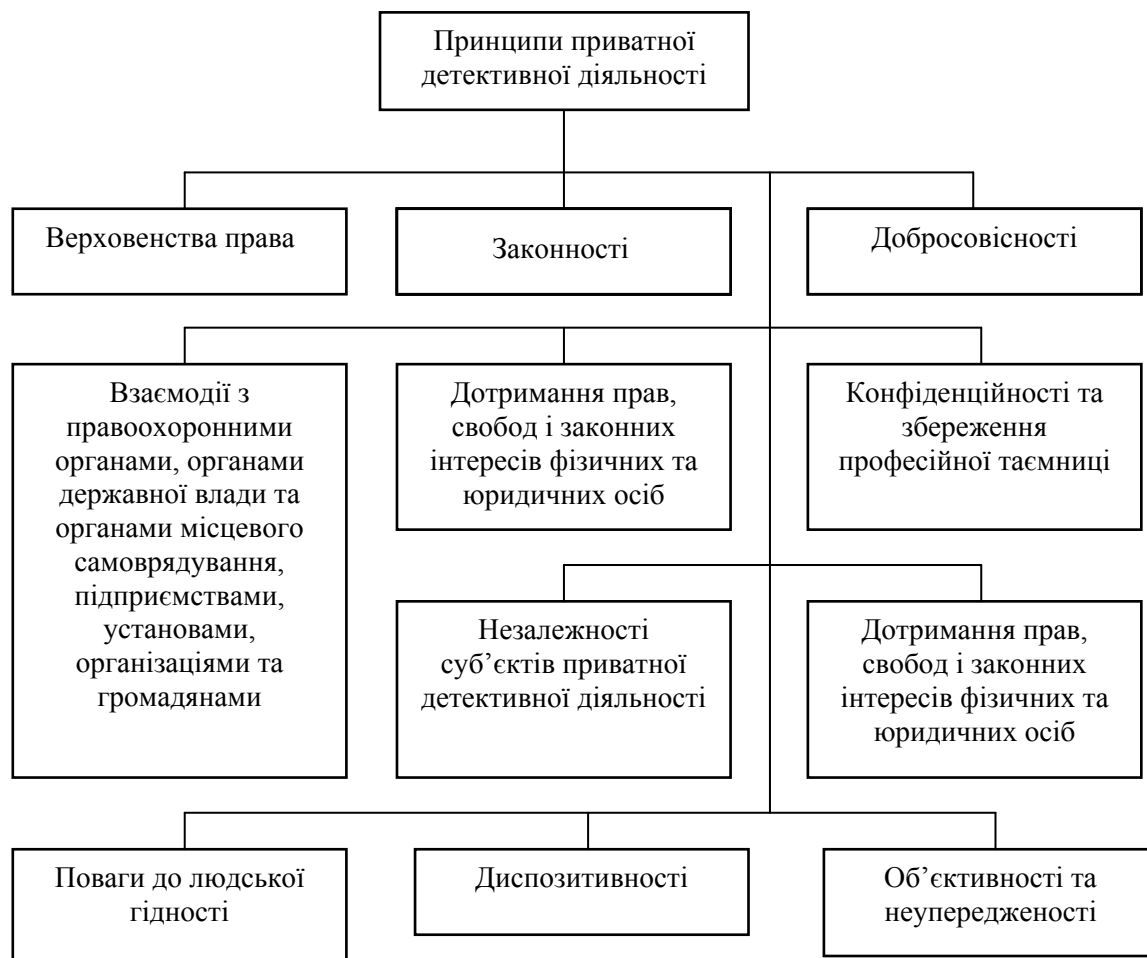 Принципи приватної
детективної діяльності
Верховенства права
Законності
Добросовісності
Взаємодії з
правоохоронними
органами, органами
державної влади та
органами місцевого
самоврядування,
підприємствами,
установами,
організаціями та
громадянами
Дотримання прав,
свобод і законних
інтересів фізичних та
юридичних осіб
Конфіденційності та
збереження
професійної таємниці
Незалежності
суб’єктів приватної
детективної діяльності
Дотримання прав,
свобод і законних
інтересів фізичних та
юридичних осіб
Поваги до людської
гідності
Диспозитивності
Об’єктивності та
неупередженості